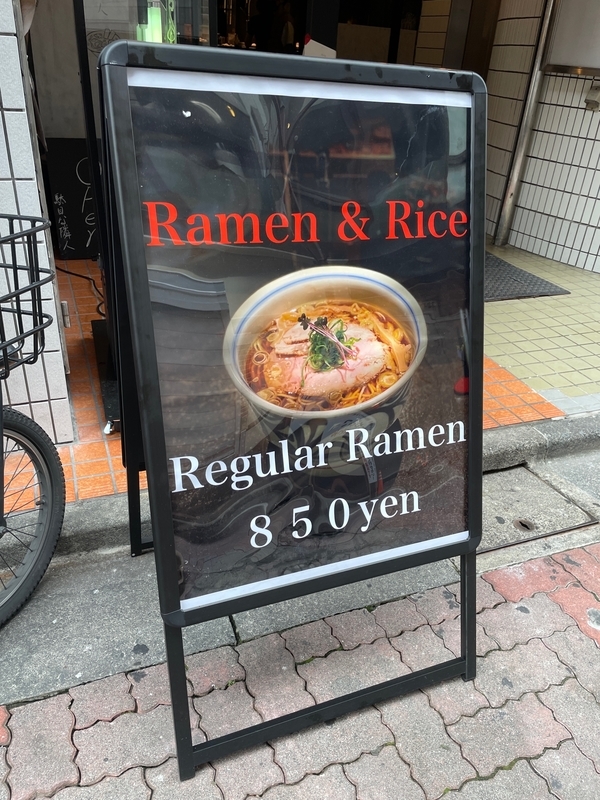 Ramen & Rice
Regular Ramen
８５０yen